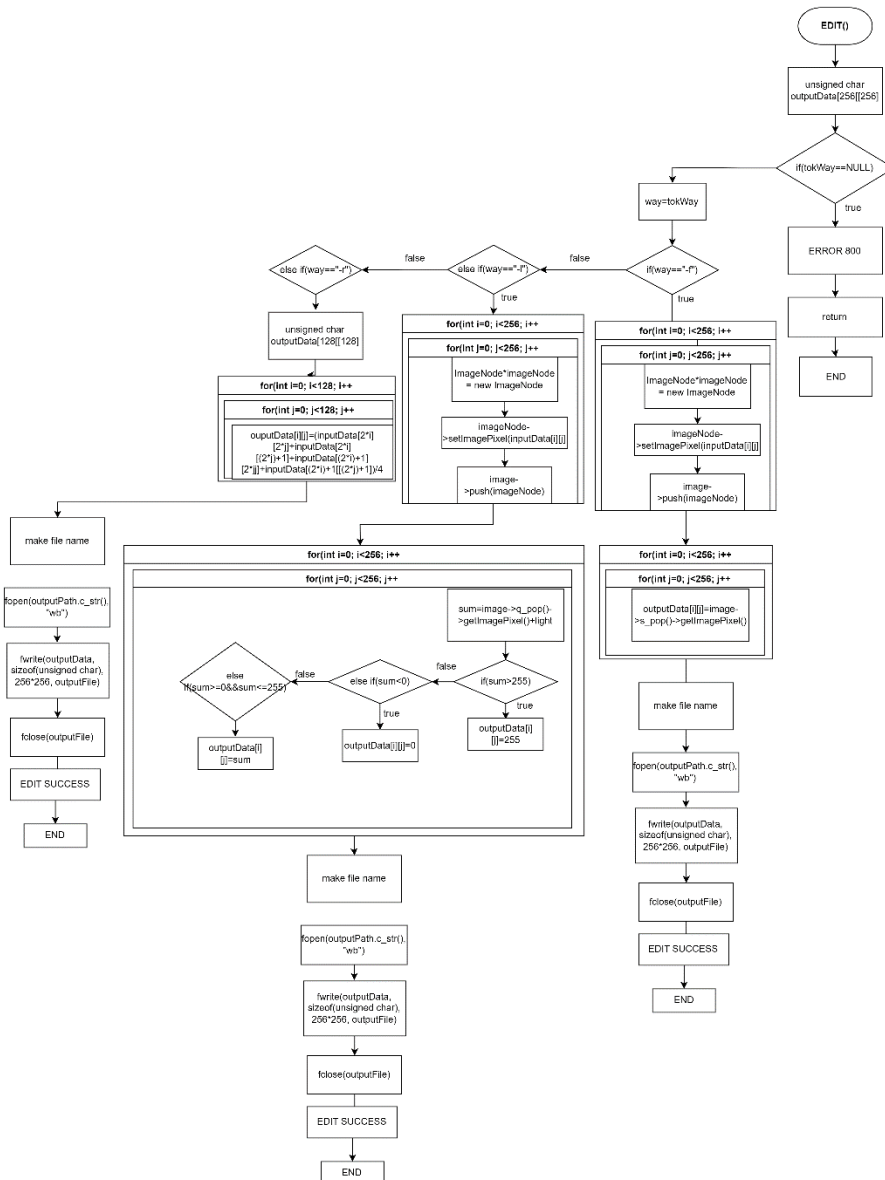 EDIT()
unsigned char
outputData[256[[256]
if(tokWay==NULL)
true
ERROR 800
return
END
way=tokWay
if(way=="-f")
false
true
else if(way=="-l")
false
true
else if(way=="-r")
for(int i=0; i<256; i++
for(int j=0; j<256; j++
ImageNode*imageNode
= new ImageNode
imageNode-
>setImagePixel(inputData[i][j]
image-
>push(imageNode)
for(int i=0; i<256; i++
for(int j=0; j<256; j++
outputData[i][j]=image-
>s_pop()->getImagePixel()
make file name
fopen(outputPath.c_str(),
"wb")
fwrite(outputData,
sizeof(unsigned char),
256*256, outputFile)
fclose(outputFile)
EDIT SUCCESS
END
for(int i=0; i<256; i++
for(int j=0; j<256; j++
ImageNode*imageNode
= new ImageNode
imageNode-
>setImagePixel(inputData[i][j]
image-
>push(imageNode)
for(int i=0; i<256; i++
for(int j=0; j<256; j++
sum=image->q_pop()-
>getImagePixel()+light
if(sum>255)
false
true
outputData[i]
[j]=255
else if(sum<0)
false
true
outputData[i][j]=0
else
if(sum>=0&&sum<=255)
outputData[i]
[j]=sum
make file name
fopen(outputPath.c_str(),
"wb")
fwrite(outputData,
sizeof(unsigned char),
256*256, outputFile)
fclose(outputFile)
EDIT SUCCESS
END
unsigned char
outputData[128[[128]
for(int i=0; i<128; i++
for(int j=0; j<128; j++
ouputData[i][j]=(inputData[2*i]
[2*j]+inputData[2*i]
[(2*j)+1]+inputData[(2*i)+1]
[2*j]+inputData[(2*i)+1[[(2*j)+1])/4
make file name
fopen(outputPath.c_str(),
"wb")
fwrite(outputData,
sizeof(unsigned char),
256*256, outputFile)
fclose(outputFile)
EDIT SUCCESS
END